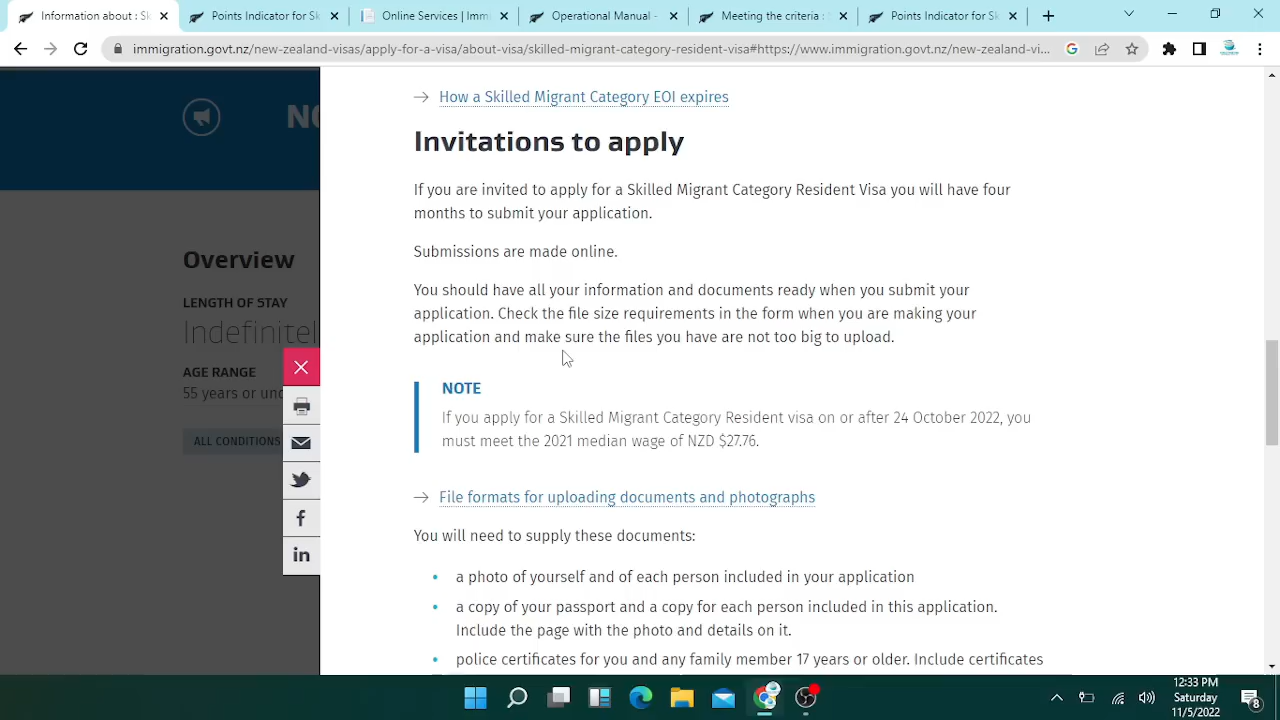 Information about : Sk
Points Indicator for Sk
Online Services | Imm
Operational Manual -
Meeting the criteria : S
Points Indicator for Sk
immigration.govt.nz/new-zealand-visas/apply-for-a-visa/about-visa/skilled-migrant-category-resident-visa#https://www.immigration.govt.nz/new-zealand-vi...
NO
Overview
LENGTH OF STAY
Indefinitel
AGE RANGE
55 years or und
ALL CONDITIONS
How a Skilled Migrant Category EOI expires
Invitations to apply
If you are invited to apply for a Skilled Migrant Category Resident Visa you will have four
months to submit your application.
Submissions are made online.
You should have all your information and documents ready when you submit your
application. Check the file size requirements in the form when you are making your
application and make sure the files you have are not too big to upload.
NOTE
If you apply for a Skilled Migrant Category Resident visa on or after 24 October 2022, you
must meet the 2021 median wage of NZD $27.76.
File formats for uploading documents and photographs
You will need to supply these documents:
• a photo of yourself and of each person included in your application
• a copy of your passport and a copy for each person included in this application.
Include the page with the photo and details on it.
• police certificates for you and any family member 17 years or older. Include certificates
12:33 PM
Saturday
11/5/2022
8